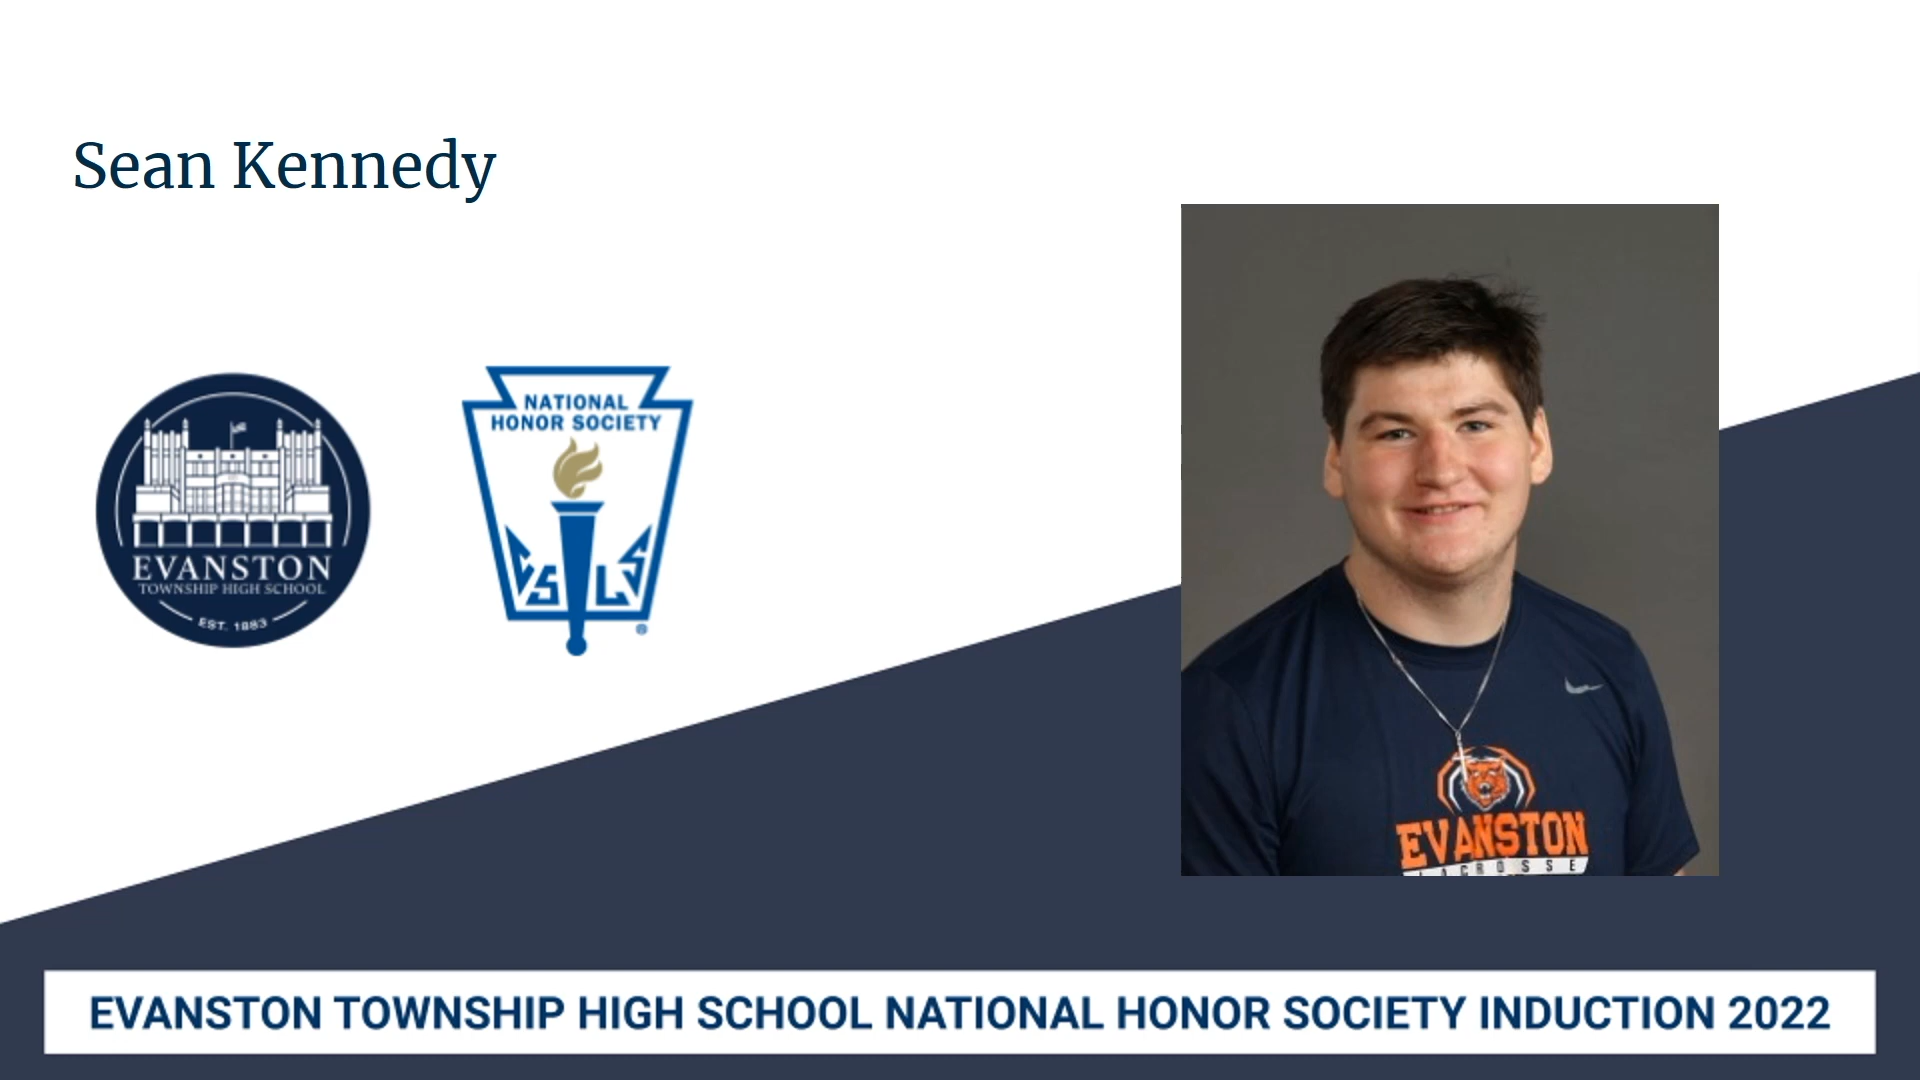 Sean Kennedy
NATIONAL
HONOR SOCIETY
C S L S
®
EVANSTON
TOWNSHIP HIGH SCHOOL
EST. 1883
EVANSTON
LACROSSE
EVANSTON TOWNSHIP HIGH SCHOOL NATIONAL HONOR SOCIETY INDUCTION 2022